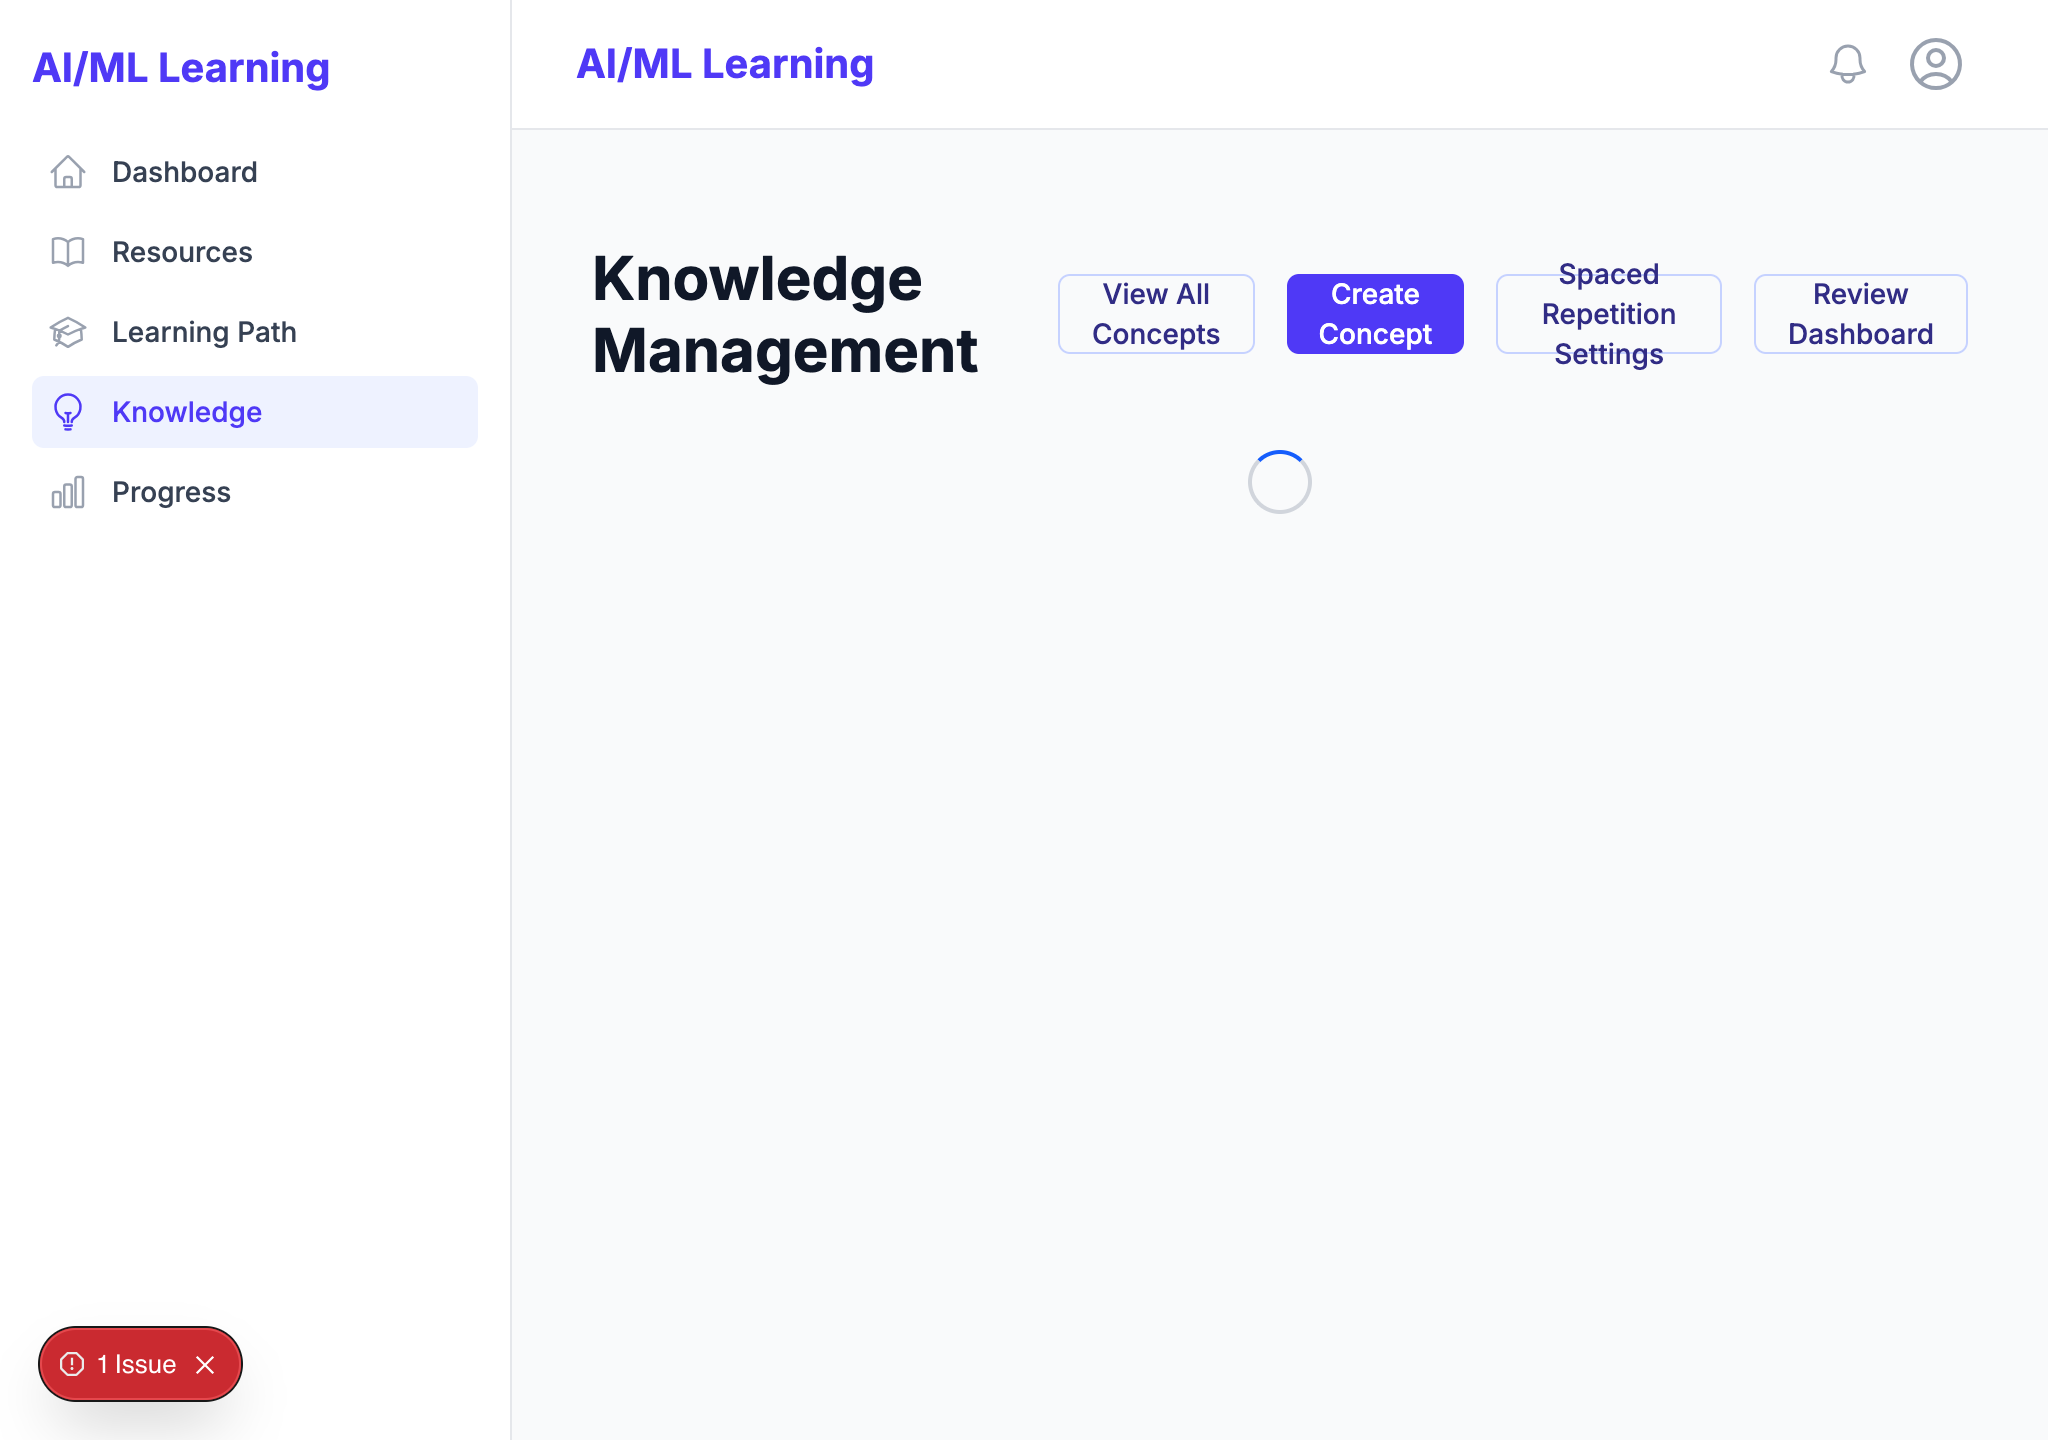 AI/ML Learning
Dashboard
Resources
Learning Path
Knowledge
Progress
1 Issue
AI/ML Learning
Knowledge
Management
View All
Concepts
Create
Concept
Spaced
Repetition
Settings
Review
Dashboard